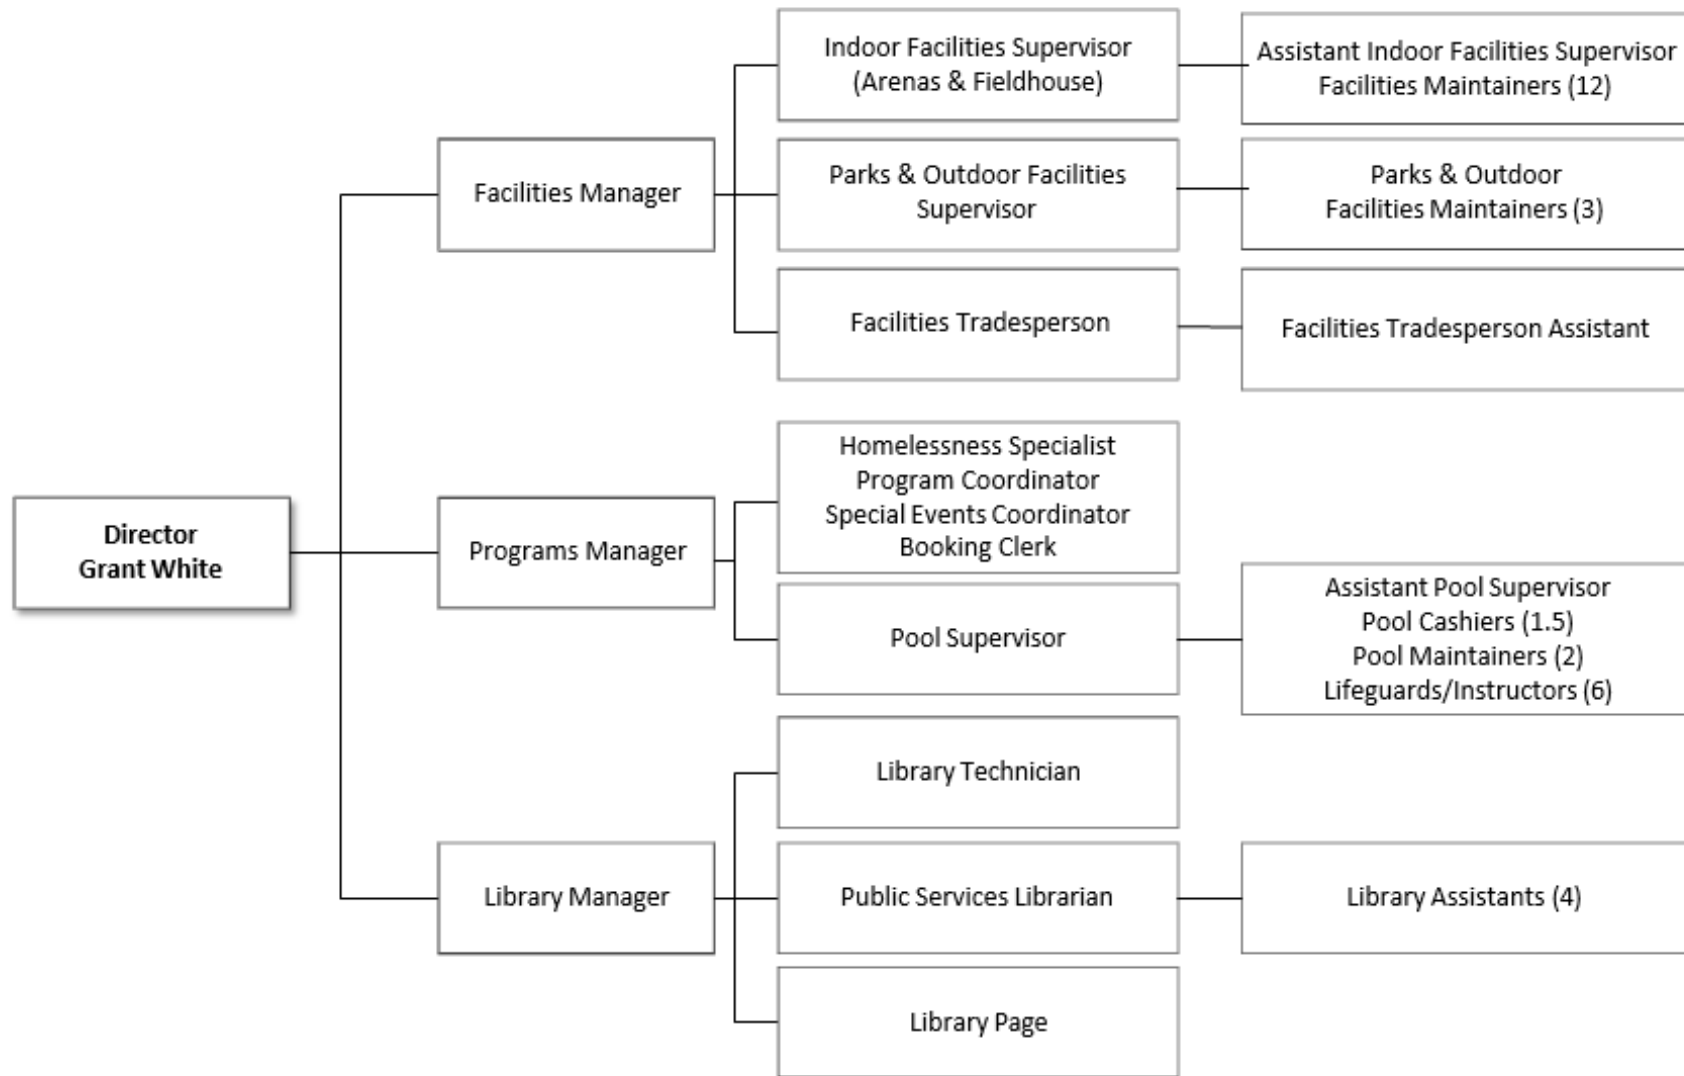 Director
Grant White
Facilities Manager
Indoor Facilities Supervisor
(Arenas & Fieldhouse)
Assistant Indoor Facilities Supervisor
Facilities Maintainers (12)
Parks & Outdoor Facilities
Supervisor
Parks & Outdoor
Facilities Maintainers (3)
Facilities Tradesperson
Facilities Tradesperson Assistant
Programs Manager
Homelessness Specialist
Program Coordinator
Special Events Coordinator
Booking Clerk
Pool Supervisor
Assistant Pool Supervisor
Pool Cashiers (1.5)
Pool Maintainers (2)
Lifeguards/Instructors (6)
Library Manager
Library Technician
Public Services Librarian
Library Assistants (4)
Library Page